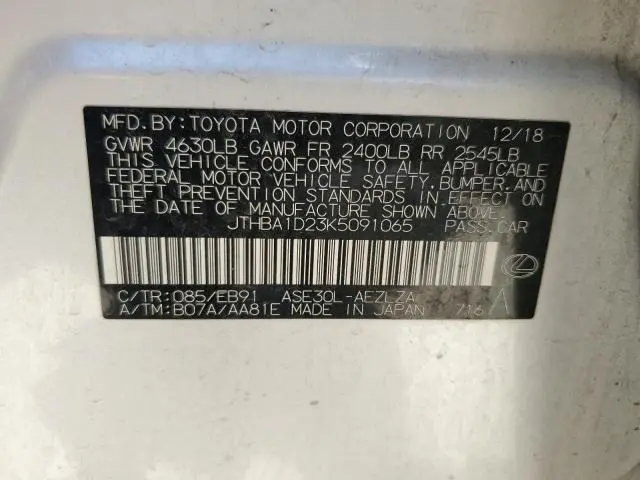 MFD.BY:TOYOTA MOTOR CORPORATION 12/18
GVWR 4630LB GAWR FR 2400LB RR 2545LB
THIS VEHICLE CONFORMS TO ALL APPLICABLE
FEDERAL MOTOR VEHICLE SAFETY,BUMPER,AND
THEFT PREVENTION STANDARDS IN EFFECT ON
THE DATE OF MANUFACTURE SHOWN ABOVE.
JTHBA1D23K5091065 PASS.CAR
C/TR:085/EB91 ASE30L-AEZLZA A
A/TM:B07A/AA81E MADE IN JAPAN 716